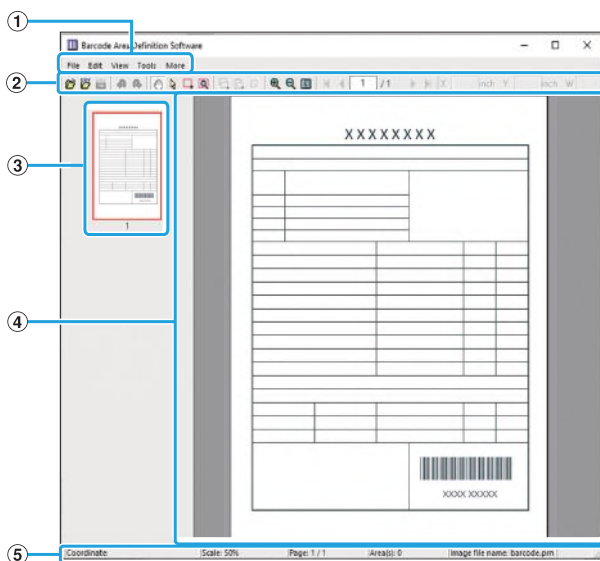 1
Barcode Area Definition Software
File Edit View Tools More
2
1 / 1 X inch Y inch W
3
1
4
XXXXXXXX
XXXX XXXXX
5
Coordinate: Scale: 50% Page: 1 / 1 Area(s): 0 Image file name: barcode.prn